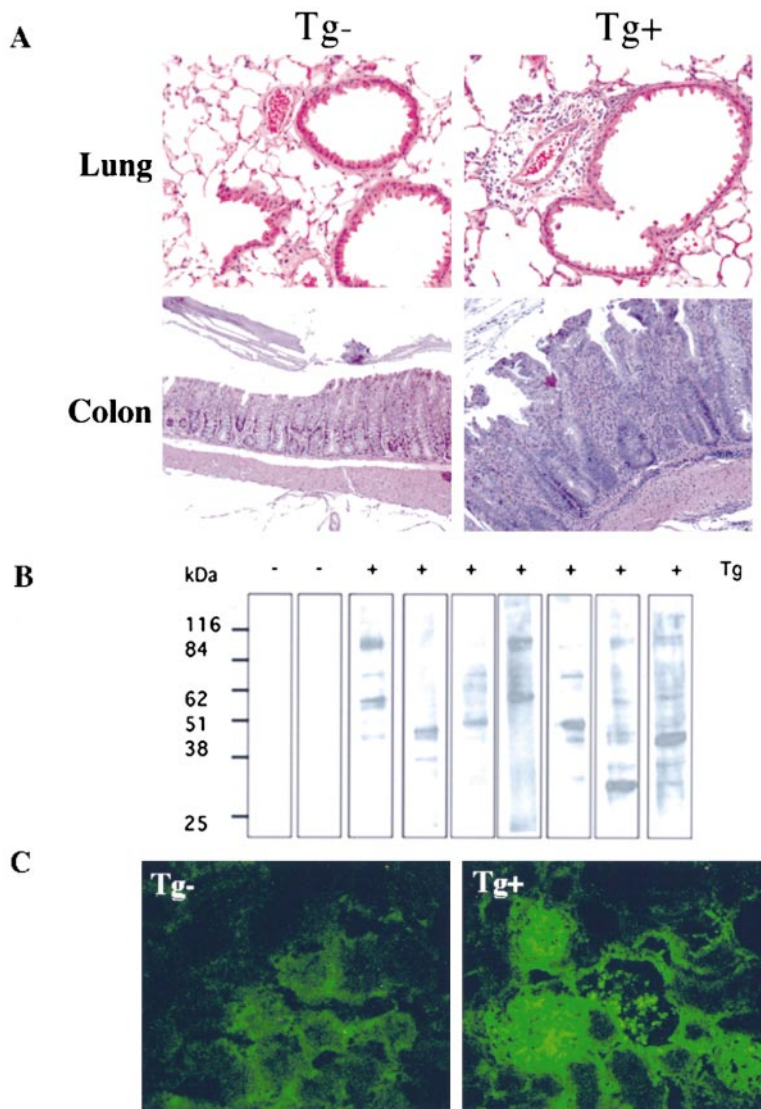 A
Tg-
Tg+
Lung
Colon
B
kDa
- - + + + + + + + Tg
116
84
62
51
38
25
C
Tg-
Tg+